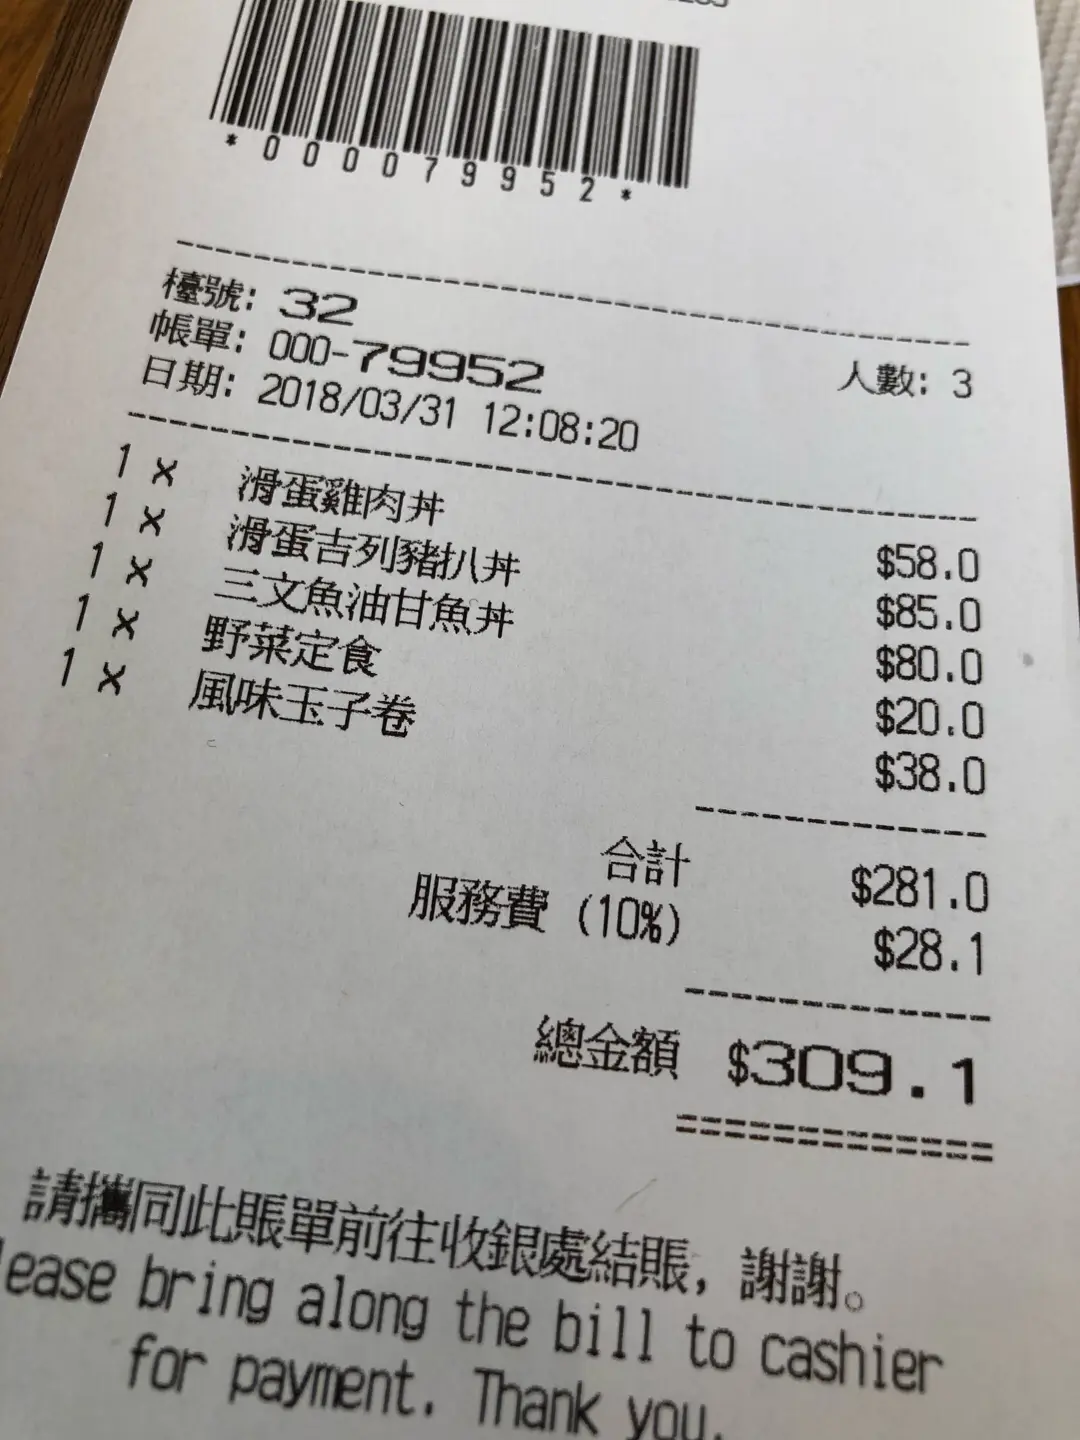 *000079952*
檯號: 32
人數: 3
帳單: 000-79952
日期: 2018/03/31 12:08:20
1 x 滑蛋雞肉丼 $58.0
1 x 滑蛋吉列豬扒丼 $85.0
1 x 三文魚油甘魚丼 $80.0
1 x 野菜定食 $20.0
1 x 風味玉子卷 $38.0
合計 $281.0
服務費 (10%) $28.1
總金額 $309.1
請攜同此賬單前往收銀處結賬, 謝謝。
lease bring along the bill to cashier
for payment. Thank you.